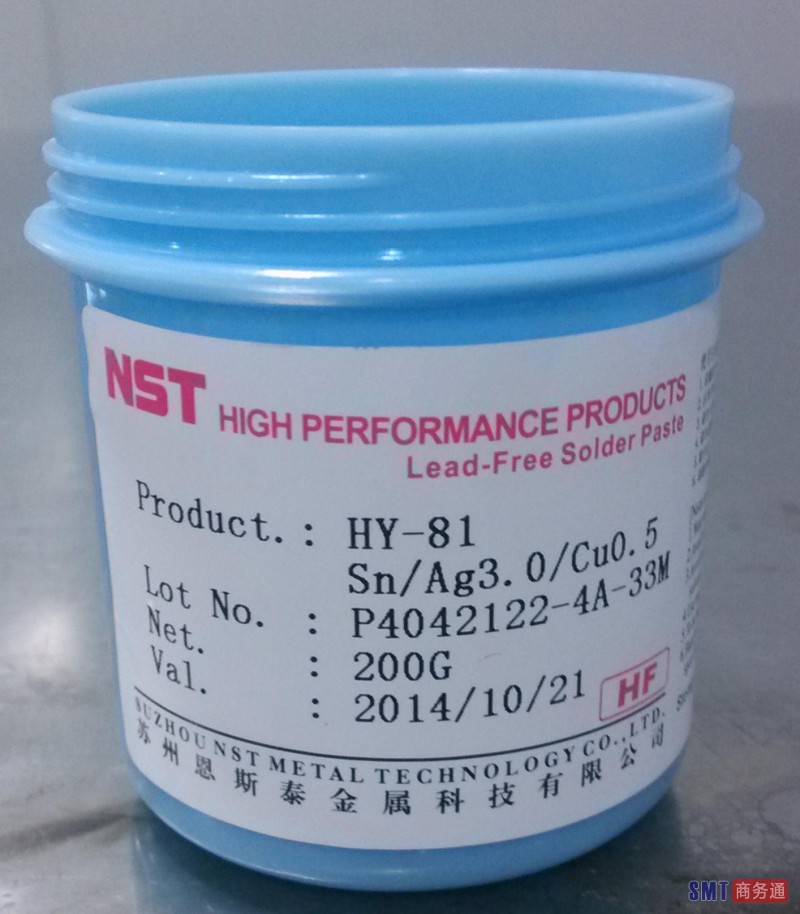 NST HIGH PERFORMANCE PRODUCTS
Lead-Free Solder Paste
Product. : HY-81
Sn/Ag3.0/Cu0.5
Lot No. : P4042122-4A-33M
Net. : 200G
Val. : 2014/10/21
HF
SUZHOU NST METAL TECHNOLOGY CO.,LTD.
苏州恩斯泰金属科技有限公司
SMT商务通